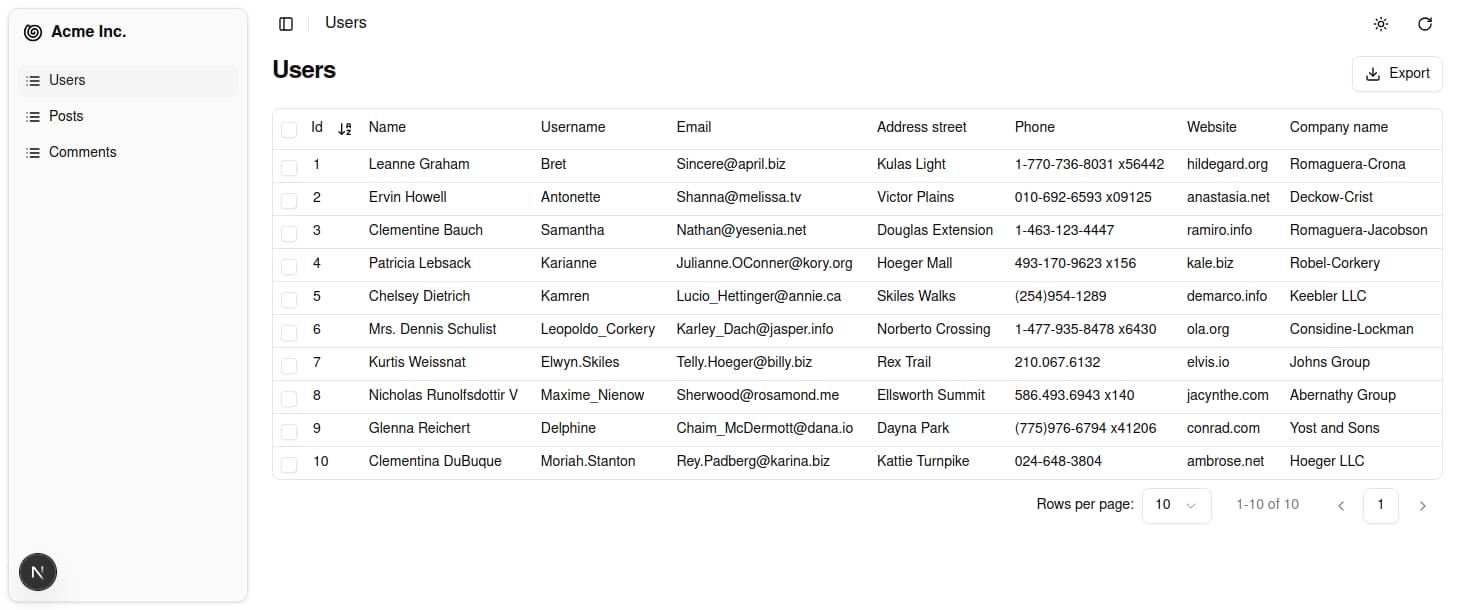 Acme Inc.
Users
Posts
Comments
N
Users
Users
Export
Id Name Username Email Address street Phone Website Company name
1 Leanne Graham Bret Sincere@april.biz Kulas Light 1-770-736-8031 x56442 hildegard.org Romaguera-Crona
2 Ervin Howell Antonette Shanna@melissa.tv Victor Plains 010-692-6593 x09125 anastasia.net Deckow-Crist
3 Clementine Bauch Samantha Nathan@yesenia.net Douglas Extension 1-463-123-4447 ramiro.info Romaguera-Jacobson
4 Patricia Lebsack Karianne Julianne.OConner@kory.org Hoeger Mall 493-170-9623 x156 kale.biz Robel-Corkery
5 Chelsey Dietrich Kamren Lucio_Hettinger@annie.ca Skiles Walks (254)954-1289 demarco.info Keebler LLC
6 Mrs. Dennis Schulist Leopoldo_Corkery Karley_Dach@jasper.info Norberto Crossing 1-477-935-8478 x6430 ola.org Considine-Lockman
7 Kurtis Weissnat Elwyn.Skiles Telly.Hoeger@billy.biz Rex Trail 210.067.6132 elvis.io Johns Group
8 Nicholas Runolfsdottir V Maxime_Nienow Sherwood@rosamond.me Ellsworth Summit 586.493.6943 x140 jacynthe.com Abernathy Group
9 Glenna Reichert Delphine Chaim_McDermott@dana.io Dayna Park (775)976-6794 x41206 conrad.com Yost and Sons
10 Clementina DuBuque Moriah.Stanton Rey.Padberg@karina.biz Kattie Turnpike 024-648-3804 ambrose.net Hoeger LLC
Rows per page: 10 1-10 of 10 1